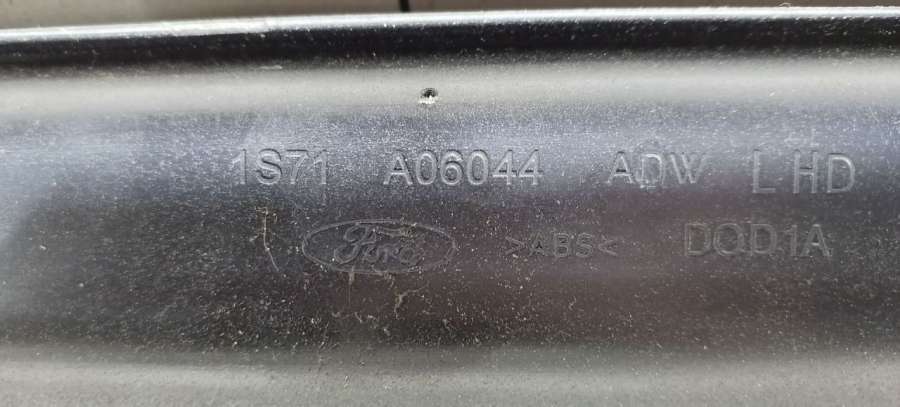 1S71 A06044 ADW LHD
Ford >ABS< DQD1A